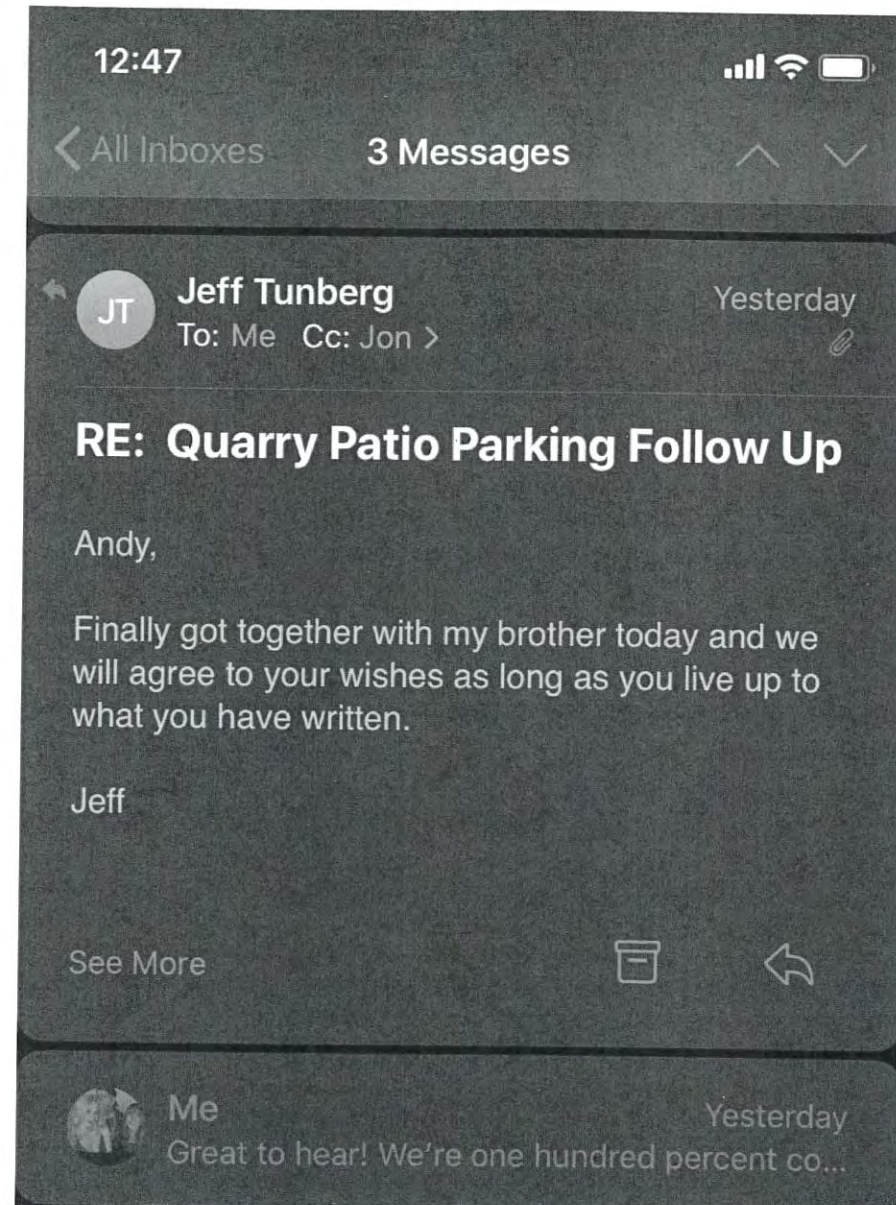 12:47
All Inboxes 3 Messages
JT
Jeff Tunberg Yesterday
To: Me Cc: Jon >
RE: Quarry Patio Parking Follow Up
Andy,
Finally got together with my brother today and we
will agree to your wishes as long as you live up to
what you have written.
Jeff
See More
Me Yesterday
Great to hear! We're one hundred percent co...